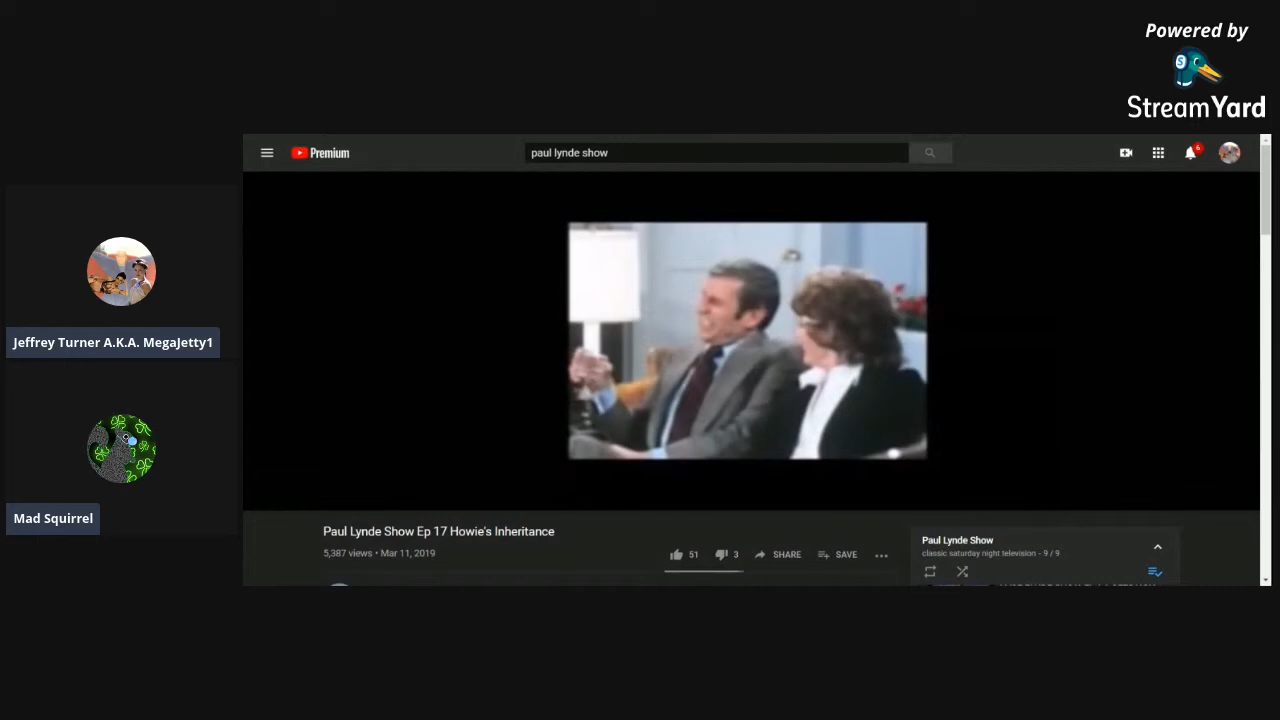 Powered by
StreamYard
Premium
paul lynde show
6
Jeffrey Turner A.K.A. MegaJetty1
Mad Squirrel
Paul Lynde Show Ep 17 Howie's Inheritance
5,387 views • Mar 11, 2019
51
3
SHARE
SAVE
Paul Lynde Show
classic saturday night television - 9 / 9